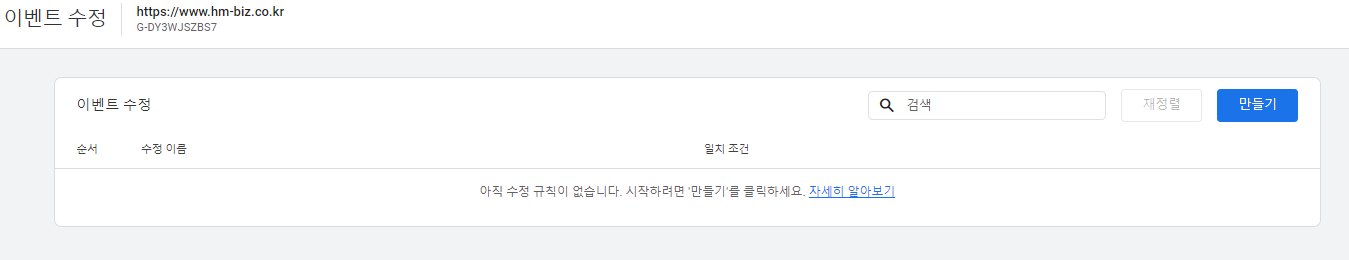 이벤트 수정
https://www.hm-biz.co.kr
G-DY3WJSZBS7
이벤트 수정 검색 재정렬 만들기
순서 수정 이름 일치 조건
아직 수정 규칙이 없습니다. 시작하려면 '만들기'를 클릭하세요. 자세히 알아보기